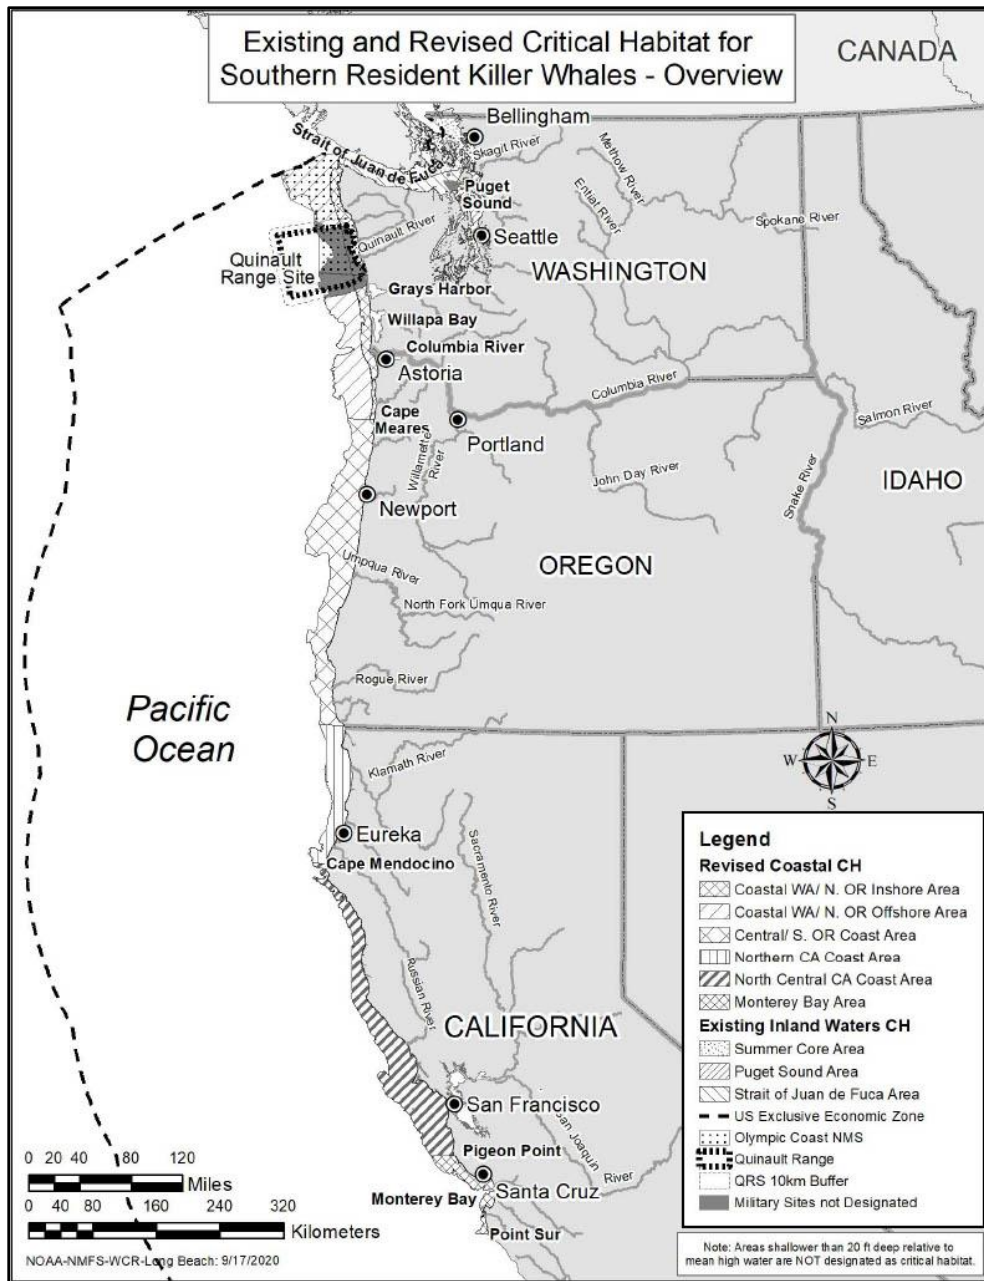 Existing and Revised Critical Habitat for
Southern Resident Killer Whales - Overview
CANADA
Bellingham
Strait of Juan de Fuca
Skagit River
Methow River
Puget
Sound
Entiat River
Spokane River
Quinault River
Seattle
Quinault
Range Site
WASHINGTON
Grays Harbor
Willapa Bay
Columbia River
Astoria
Columbia River
Cape
Meares
Portland
Salmon River
Willamette
River
John Day River
Snake River
IDAHO
Newport
Umpqua River
OREGON
North Fork Umqua River
Rogue River
Pacific
Ocean
Klamath River
N
W
E
S
Eureka
Cape Mendocino
Sacramento River
Russian River
CALIFORNIA
San Francisco
San Joaquin
River
Pigeon Point
Santa Cruz
Monterey Bay
Point Sur
Legend
Revised Coastal CH
Coastal WA/ N. OR Inshore Area
Coastal WA/ N. OR Offshore Area
Central/ S. OR Coast Area
Northern CA Coast Area
North Central CA Coast Area
Monterey Bay Area
Existing Inland Waters CH
Summer Core Area
Puget Sound Area
Strait of Juan de Fuca Area
US Exclusive Economic Zone
Olympic Coast NMS
Quinault Range
QRS 10km Buffer
Military Sites not Designated
0 20 40 80 120
Miles
0 40 80 160 240 320
Kilometers
NOAA-NMFS-WCR-Long Beach: 9/17/2020
Note: Areas shallower than 20 ft deep relative to
mean high water are NOT designated as critical habitat.